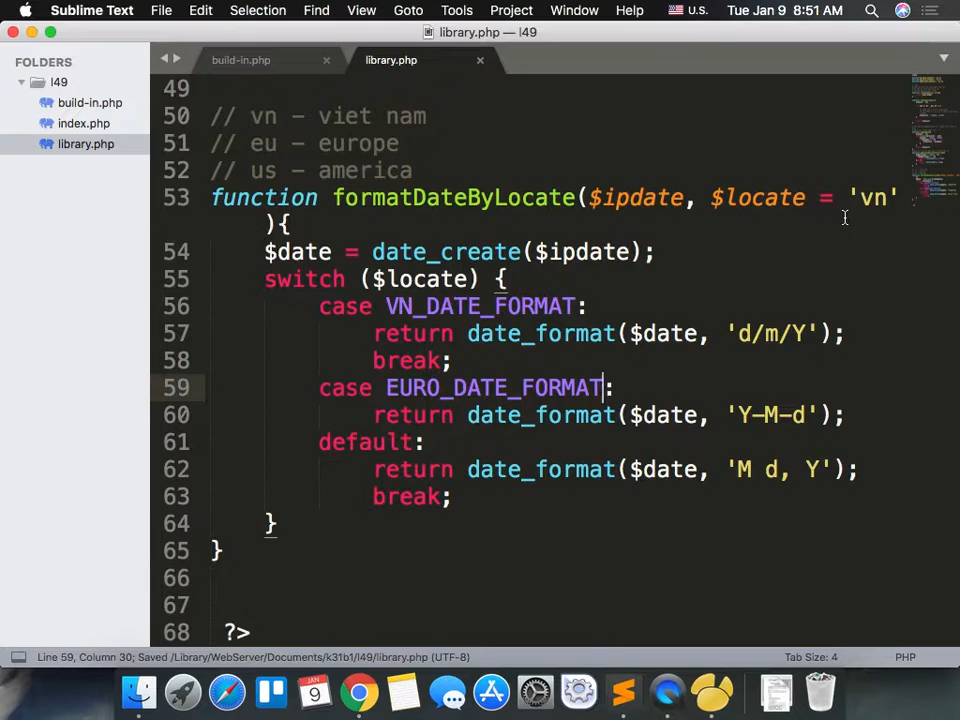 Sublime Text File Edit Selection Find View Goto Tools Project Window Help U.S. Tue Jan 9 8:51 AM
library.php — l49
FOLDERS
l49
build-in.php
index.php
library.php
build-in.php × library.php ×
49
50 // vn - viet nam
51 // eu - europe
52 // us - america
53 function formatDateByLocate($ipdate, $locate = 'vn'
){
54 $date = date_create($ipdate);
55 switch ($locate) {
56 case VN_DATE_FORMAT:
57 return date_format($date, 'd/m/Y');
58 break;
59 case EURO_DATE_FORMAT:
60 return date_format($date, 'Y-M-d');
61 default:
62 return date_format($date, 'M d, Y');
63 break;
64 }
65 }
66
67
68 ?>
Line 59, Column 30; Saved /Library/WebServer/Documents/k31b1/l49/library.php (UTF-8) Tab Size: 4 PHP
JAN
9